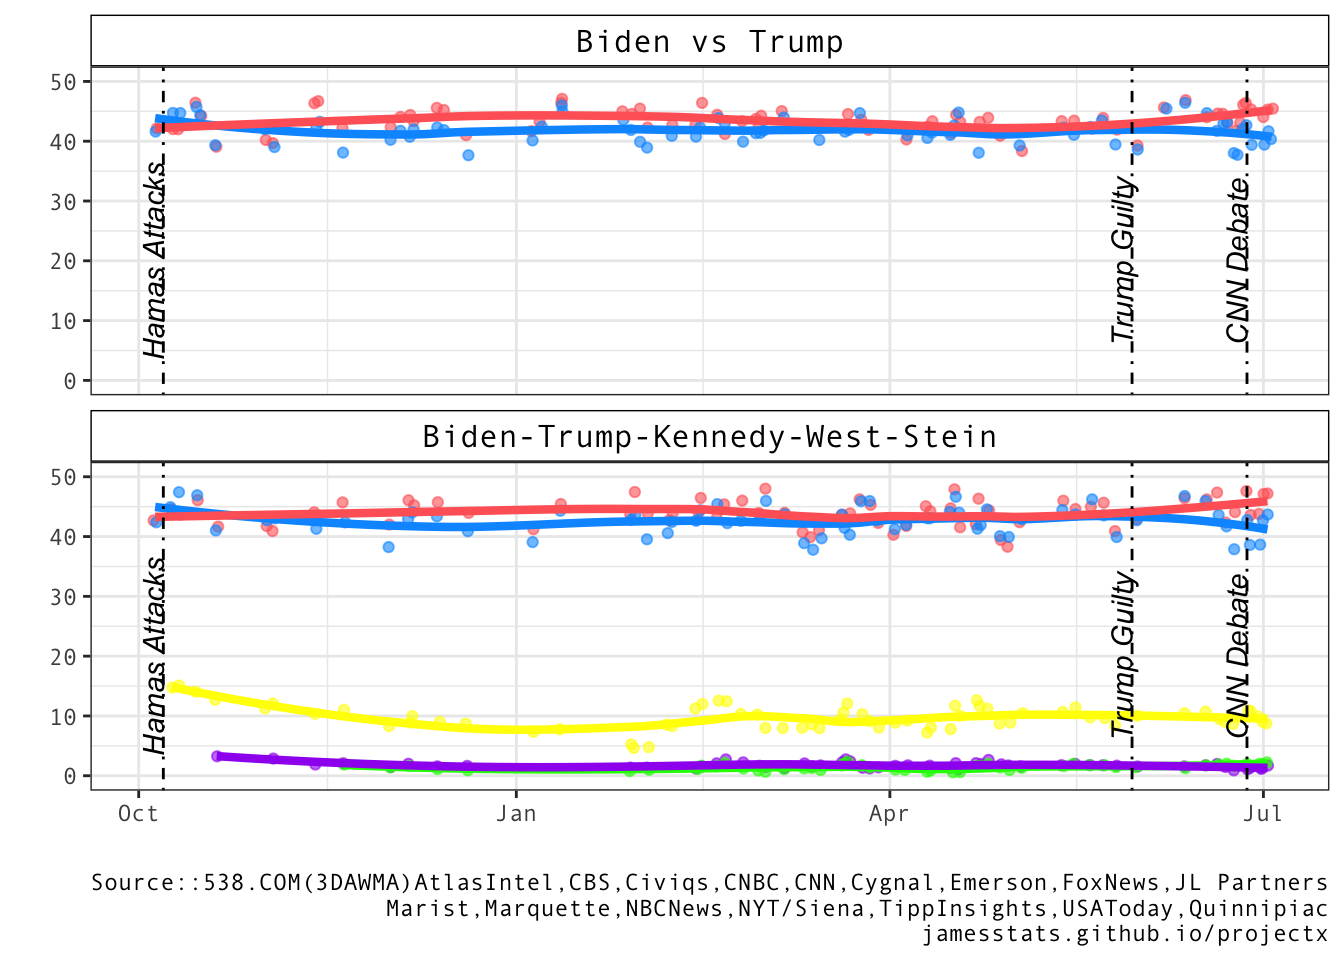 Biden vs Trump
50
40
30
20
10
0
Hamas Attacks
Trump Guilty
CNN Debate
Biden-Trump-Kennedy-West-Stein
50
40
30
20
10
0
Hamas Attacks
Trump Guilty
CNN Debate
Oct Jan Apr Jul
Source::538.COM(3DAWMA)AtlasIntel,CBS,Civiqs,CNBC,CNN,Cygnal,Emerson,FoxNews,JL Partners
Marist,Marquette,NBCNews,NYT/Siena,TippInsights,USAToday,Quinnipiac
jamesstats.github.io/projectx